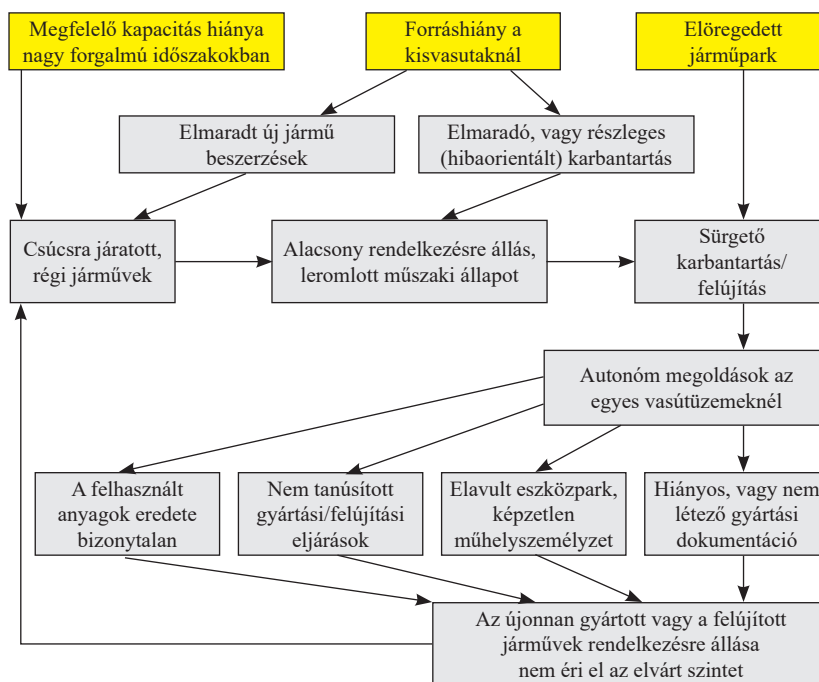 Megfelelő kapacitás hiánya
nagy forgalmú időszakokban
Forráshiány a
kisvasutaknál
Elöregedett
járműpark
Elmaradt új jármű
beszerzések
Elmaradó, vagy részleges
(hibaorientált) karbantartás
Csúcsra járatott,
régi járművek
Alacsony rendelkezésre állás,
leromlott műszaki állapot
Sürgető
karbantartás/
felújítás
Autonóm megoldások az
egyes vasútüzemeknél
A felhasznált
anyagok eredete
bizonytalan
Nem tanúsított
gyártási/felújítási
eljárások
Elavult eszközpark,
képzetlen
műhelyszemélyzet
Hiányos, vagy nem
létező gyártási
dokumentáció
Az újonnan gyártott vagy a felújított
járművek rendelkezésre állása
nem éri el az elvárt szintet